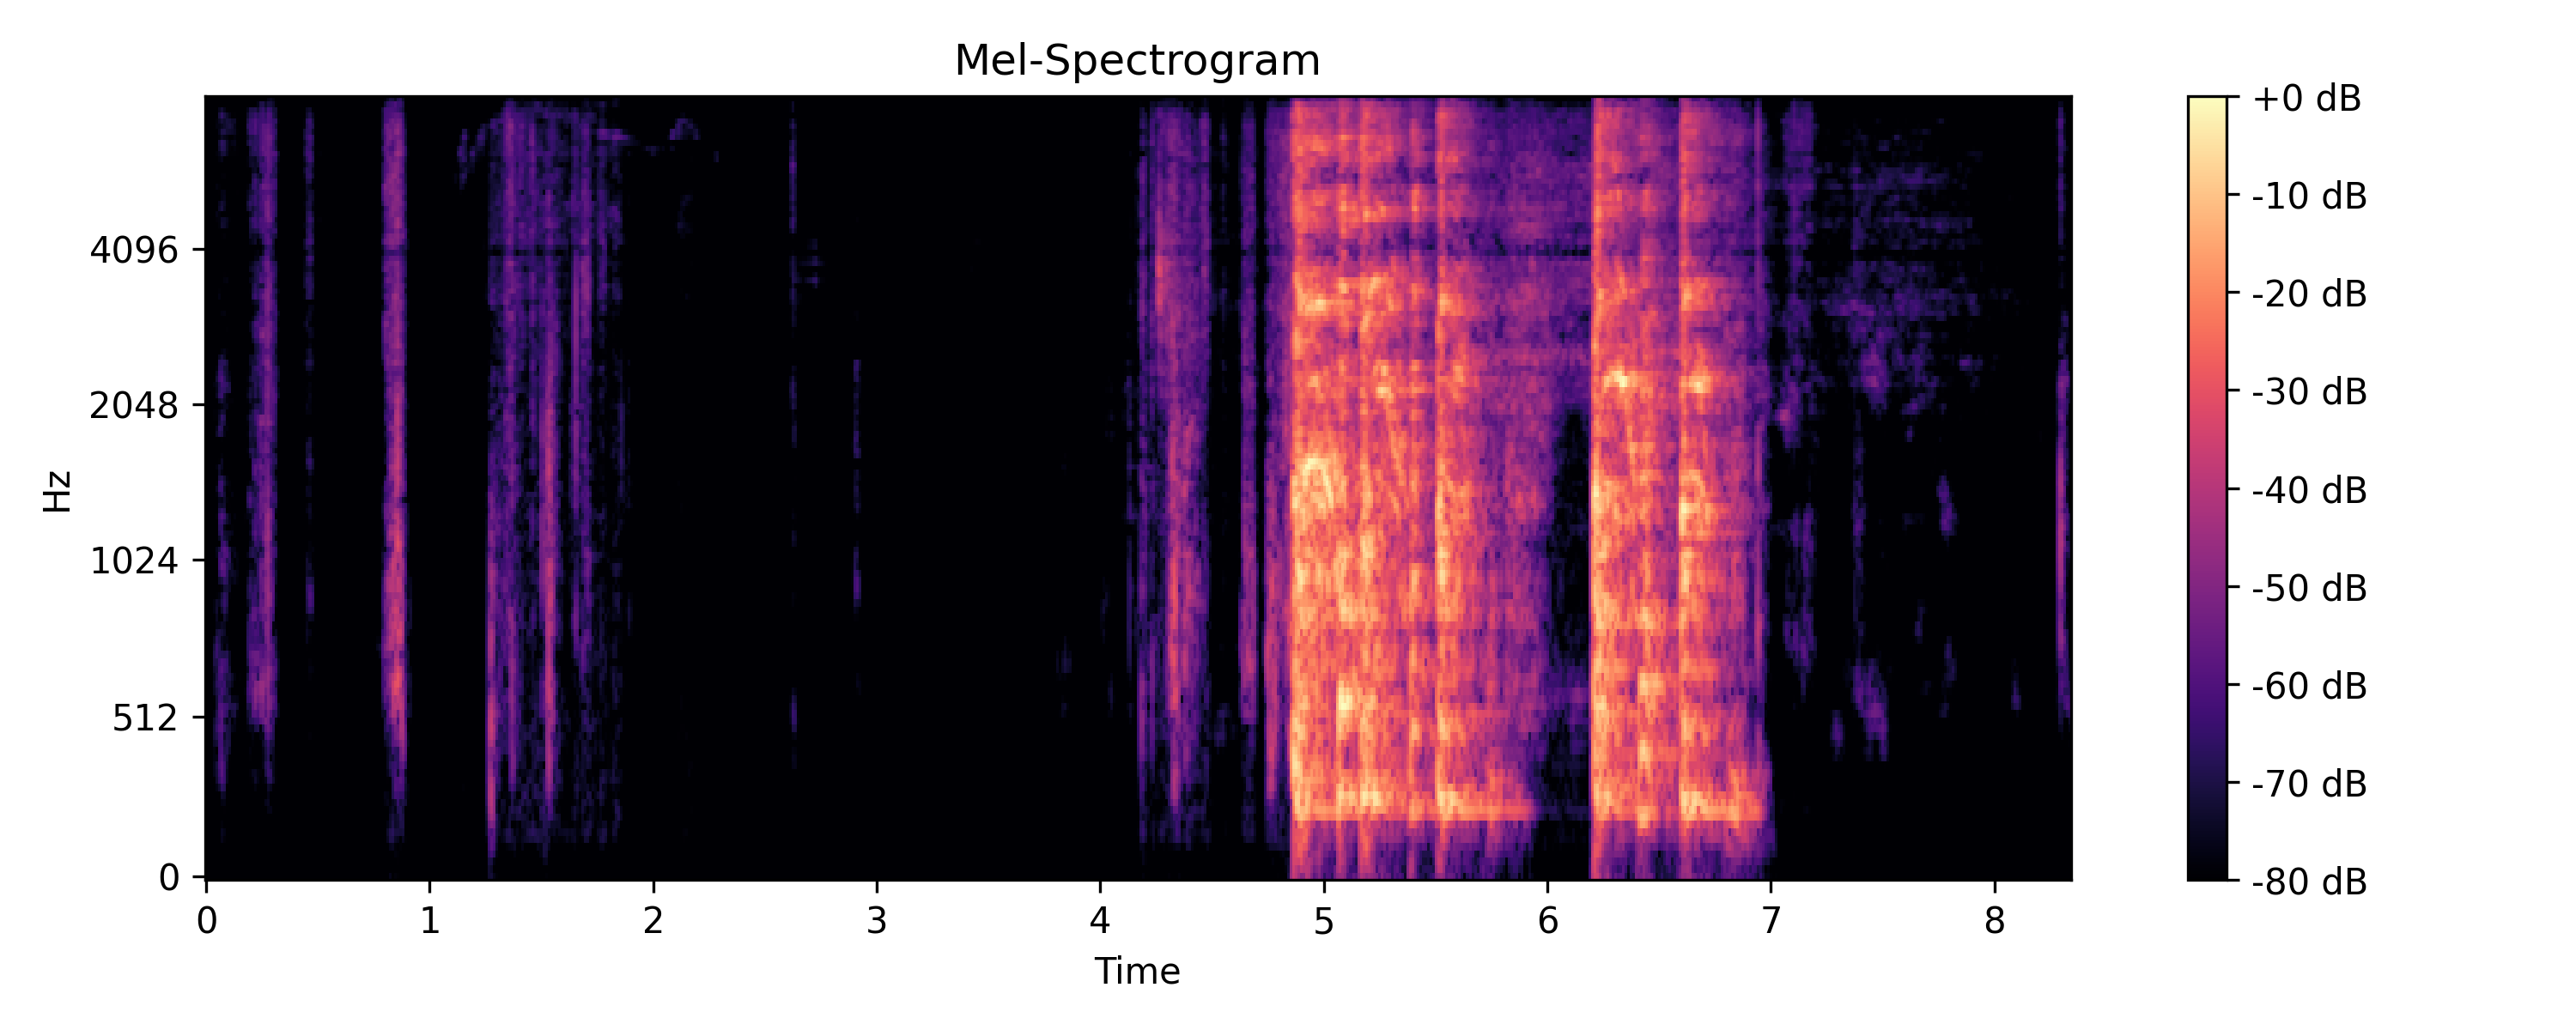 Mel-Spectrogram
+0 dB
-10 dB
-20 dB
-30 dB
-40 dB
-50 dB
-60 dB
-70 dB
-80 dB
Hz
4096
2048
1024
512
0
0 1 2 3 4 5 6 7 8
Time